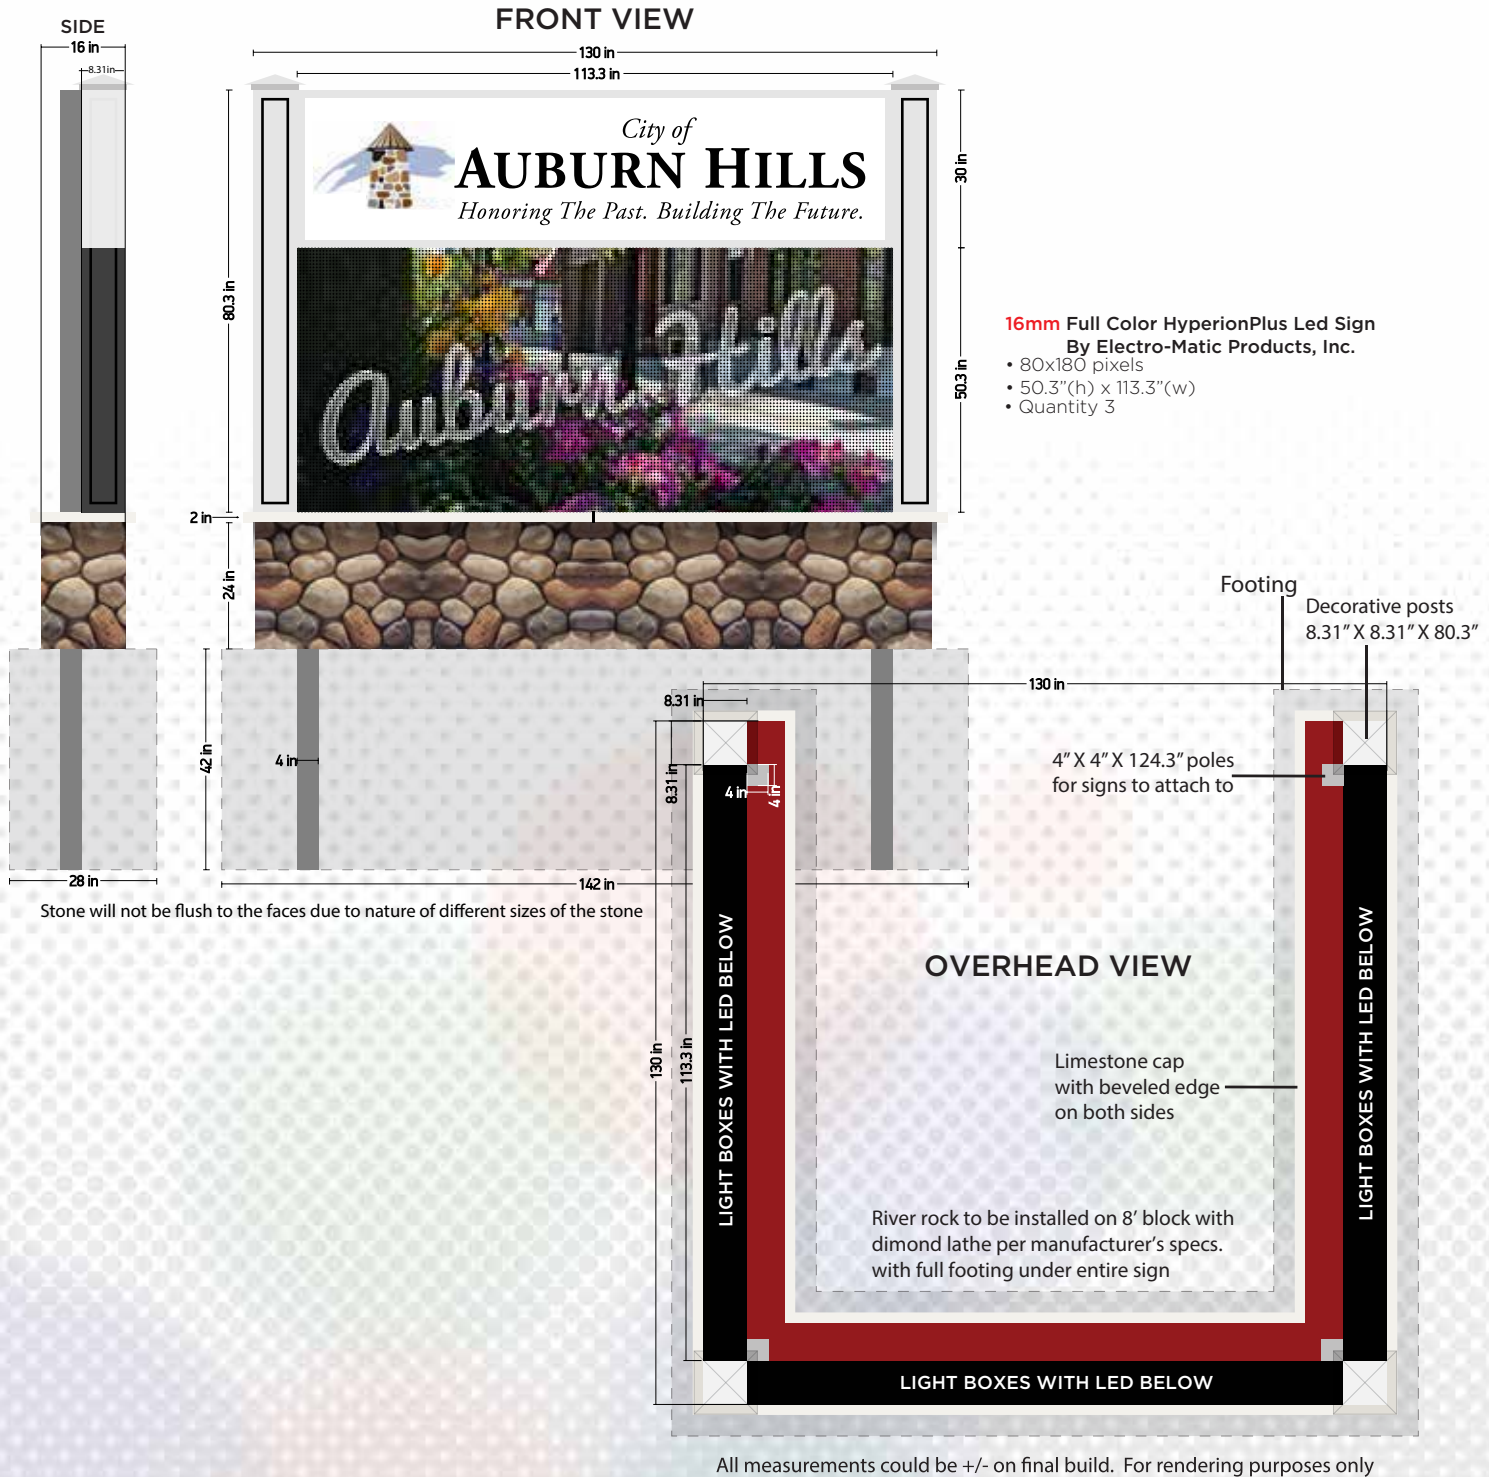 SIDE
16 in
8.31in
FRONT VIEW
130 in
113.3 in
City of
AUBURN HILLS
Honoring The Past. Building The Future.
Auburn Hills
80.3 in
30 in
50.3 in
2 in
24 in
42 in
4 in
28 in
142 in
16mm Full Color HyperionPlus Led Sign
By Electro-Matic Products, Inc.
• 80x180 pixels
• 50.3”(h) x 113.3”(w)
• Quantity 3
Stone will not be flush to the faces due to nature of different sizes of the stone
Footing
Decorative posts
8.31” X 8.31” X 80.3”
130 in
8.31 in
8.31 in
4 in
4 in
4” X 4” X 124.3” poles
for signs to attach to
130 in
113.3 in
LIGHT BOXES WITH LED BELOW
OVERHEAD VIEW
LIGHT BOXES WITH LED BELOW
Limestone cap
with beveled edge
on both sides
River rock to be installed on 8’ block with
dimond lathe per manufacturer’s specs.
with full footing under entire sign
LIGHT BOXES WITH LED BELOW
All measurements could be +/- on final build.  For rendering purposes only